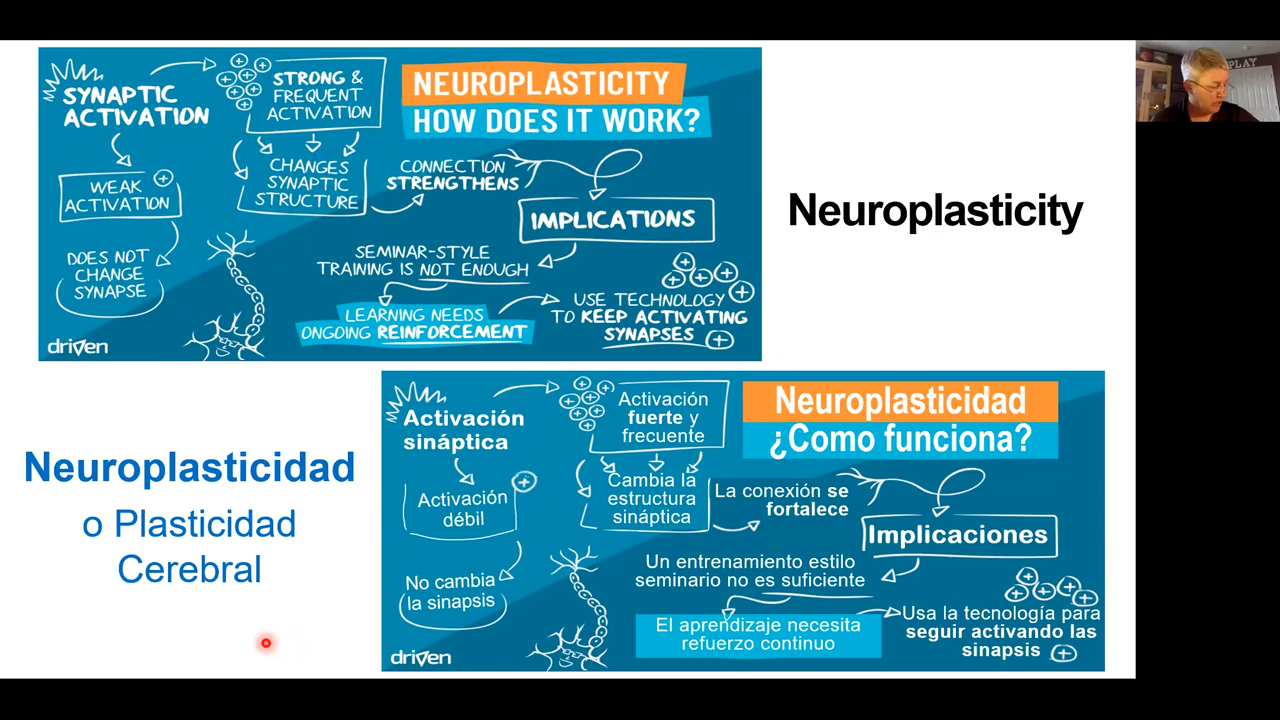 SYNAPTIC
ACTIVATION
STRONG &
FREQUENT
ACTIVATION
NEUROPLASTICITY
HOW DOES IT WORK?
WEAK
ACTIVATION
CHANGES
SYNAPTIC
STRUCTURE
CONNECTION
STRENGTHENS
IMPLICATIONS
DOES NOT
CHANGE
SYNAPSE
SEMINAR-STYLE
TRAINING IS NOT ENOUGH
LEARNING NEEDS
ONGOING REINFORCEMENT
USE TECHNOLOGY
TO KEEP ACTIVATING
SYNAPSES
driven
Neuroplasticity
PLAY
Neuroplasticidad
o Plasticidad
Cerebral
Activación
sináptica
Activación
fuerte y
frecuente
Neuroplasticidad
¿Como funciona?
Activación
débil
Cambia la
estructura
sináptica
La conexión se
fortalece
Implicaciones
No cambia
la sinapsis
Un entrenamiento estilo
seminario no es suficiente
El aprendizaje necesita
refuerzo continuo
Usa la tecnología para
seguir activando las
sinapsis
driven